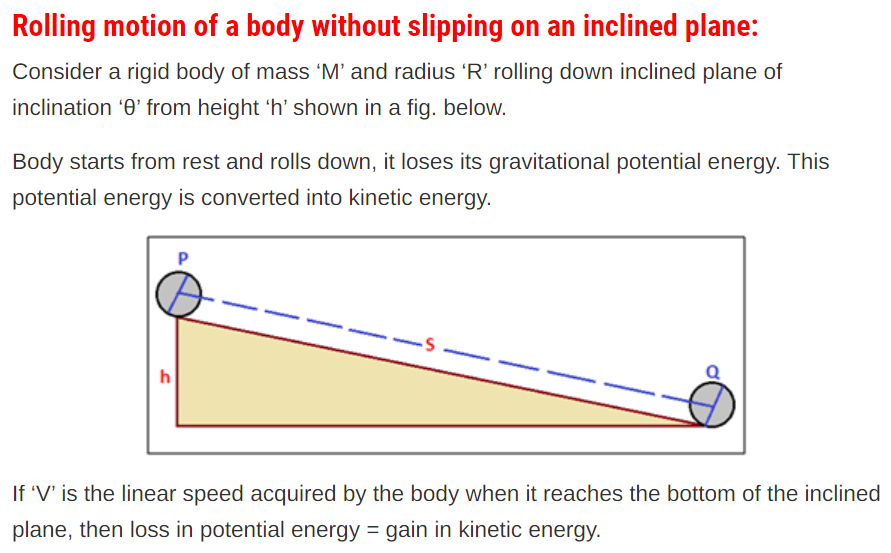 Rolling motion of a body without slipping on an inclined plane:
Consider a rigid body of mass ‘M’ and radius ‘R’ rolling down inclined plane of
inclination ‘θ’ from height ‘h’ shown in a fig. below.
Body starts from rest and rolls down, it loses its gravitational potential energy. This
potential energy is converted into kinetic energy.
P
S
h
Q
If ‘V’ is the linear speed acquired by the body when it reaches the bottom of the inclined
plane, then loss in potential energy = gain in kinetic energy.